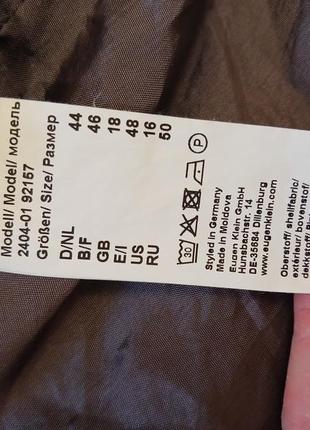 Modell/ Model/ модель
2404-01 92157
Größen/ Size/ Размер
D/NL 44
B/F 46
GB 18
E/I 48
US 16
RU 50
30 P
Styled in Germany
Made in Moldova
Eugen Klein GmbH
Hunsbachstr. 14
DE-35684 Dillenburg
www.eugenklein.com
Oberstoff/ shellfabric/
extérieur/ bovenstof/